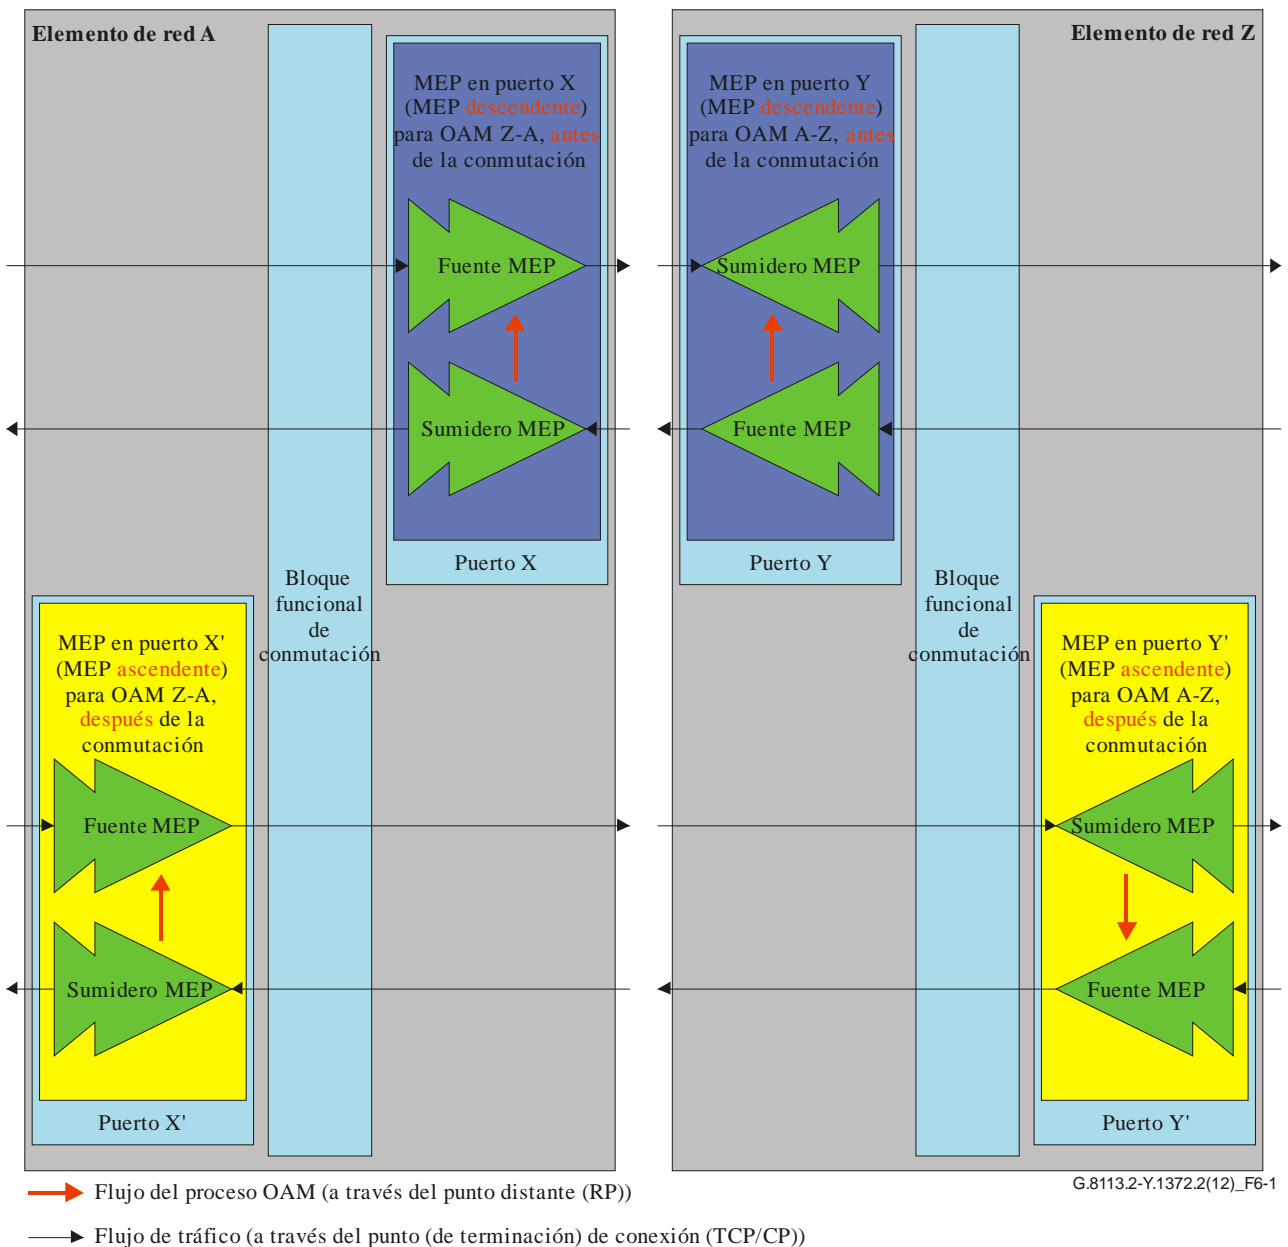 Elemento de red A
Elemento de red Z
MEP en puerto X
(MEP descendente)
para OAM Z-A, antes
de la conmutación
Fuente MEP
Sumidero MEP
Puerto X
MEP en puerto Y
(MEP descendente)
para OAM A-Z, antes
de la conmutación
Sumidero MEP
Fuente MEP
Puerto Y
Bloque
funcional
de
conmutación
Bloque
funcional
de
conmutación
MEP en puerto X'
(MEP ascendente)
para OAM Z-A,
después de la
conmutación
Fuente MEP
Sumidero MEP
Puerto X'
MEP en puerto Y'
(MEP ascendente)
para OAM A-Z,
después de la
conmutación
Sumidero MEP
Fuente MEP
Puerto Y'
Flujo del proceso OAM (a través del punto distante (RP))
G.8113.2-Y.1372.2(12)_F6-1
Flujo de tráfico (a través del punto (de terminación) de conexión (TCP/CP))